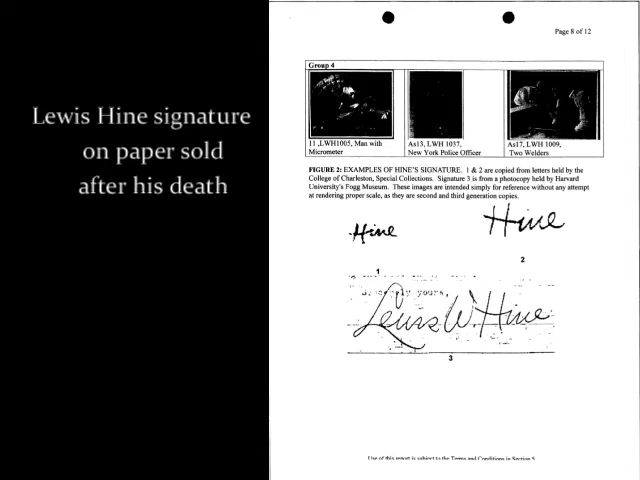 Lewis Hine signature
on paper sold
after his death
Page 8 of 12
Group 4
11 ,LWH1005, Man with
Micrometer
As13, LWH 1037,
New York Police Officer
As17, LWH 1009,
Two Welders
FIGURE 2: EXAMPLES OF HINE'S SIGNATURE. 1 & 2 are copied from letters held by the
College of Charleston, Special Collections. Signature 3 is from a photocopy held by Harvard
University's Fogg Museum. These images are intended simply for reference without any attempt
at rendering proper scale, as they are second and third generation copies.
Hine
Hine
2
1
yours,
Lewis W. Hine
3
Use of this report is subject to the Terms and Conditions in Section 5